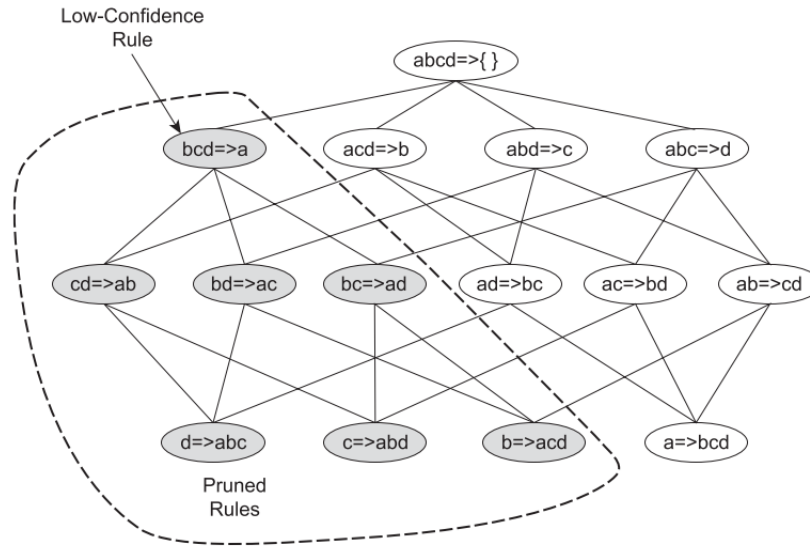 Low-Confidence
Rule
abcd=>{ }
bcd=>a
acd=>b
abd=>c
abc=>d
cd=>ab
bd=>ac
bc=>ad
ad=>bc
ac=>bd
ab=>cd
d=>abc
c=>abd
b=>acd
a=>bcd
Pruned
Rules